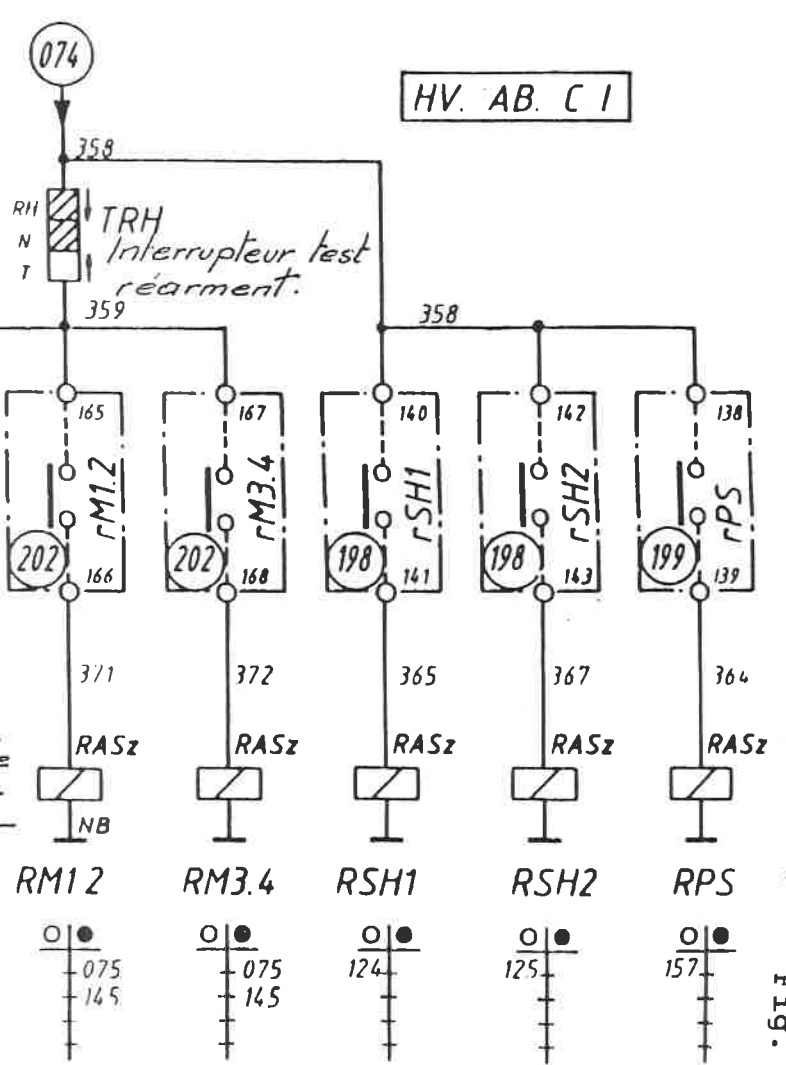 074
HV. AB. C 1
358
RH
N
T
TRH
Interrupteur test
réarment.
359
358
165
167
140
142
138
rM1.2
rM3.4
rSH1
rSH2
rPS
202
202
198
198
199
166
168
141
143
139
371
372
365
367
364
RASz
RASz
RASz
RASz
RASz
NB
RM1 2
RM3.4
RSH1
RSH2
RPS
075
145
075
145
124
125
157
Fig.